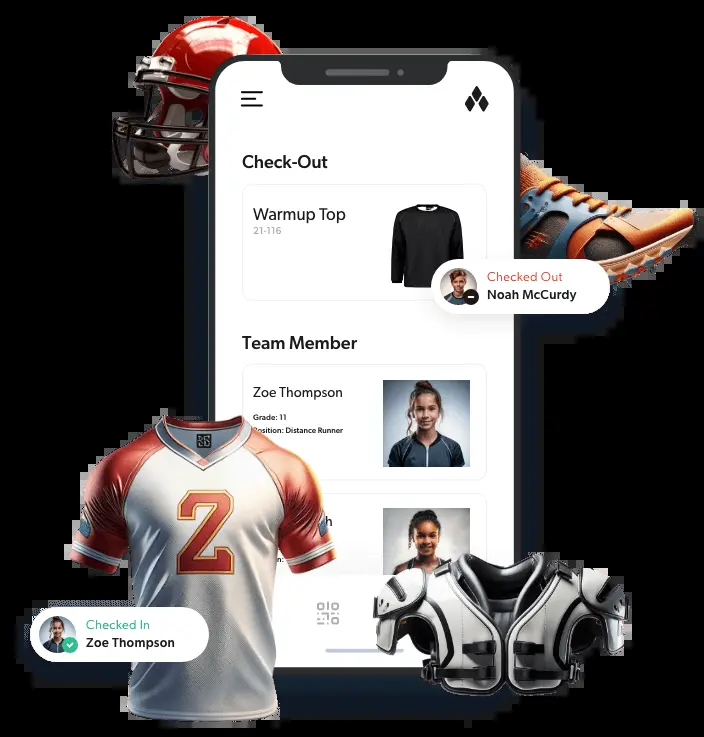 Check-Out
Warmup Top
21-116
Checked Out
Noah McCurdy
Team Member
Zoe Thompson
Grade: 11
Position: Distance Runner
2
Checked In
Zoe Thompson